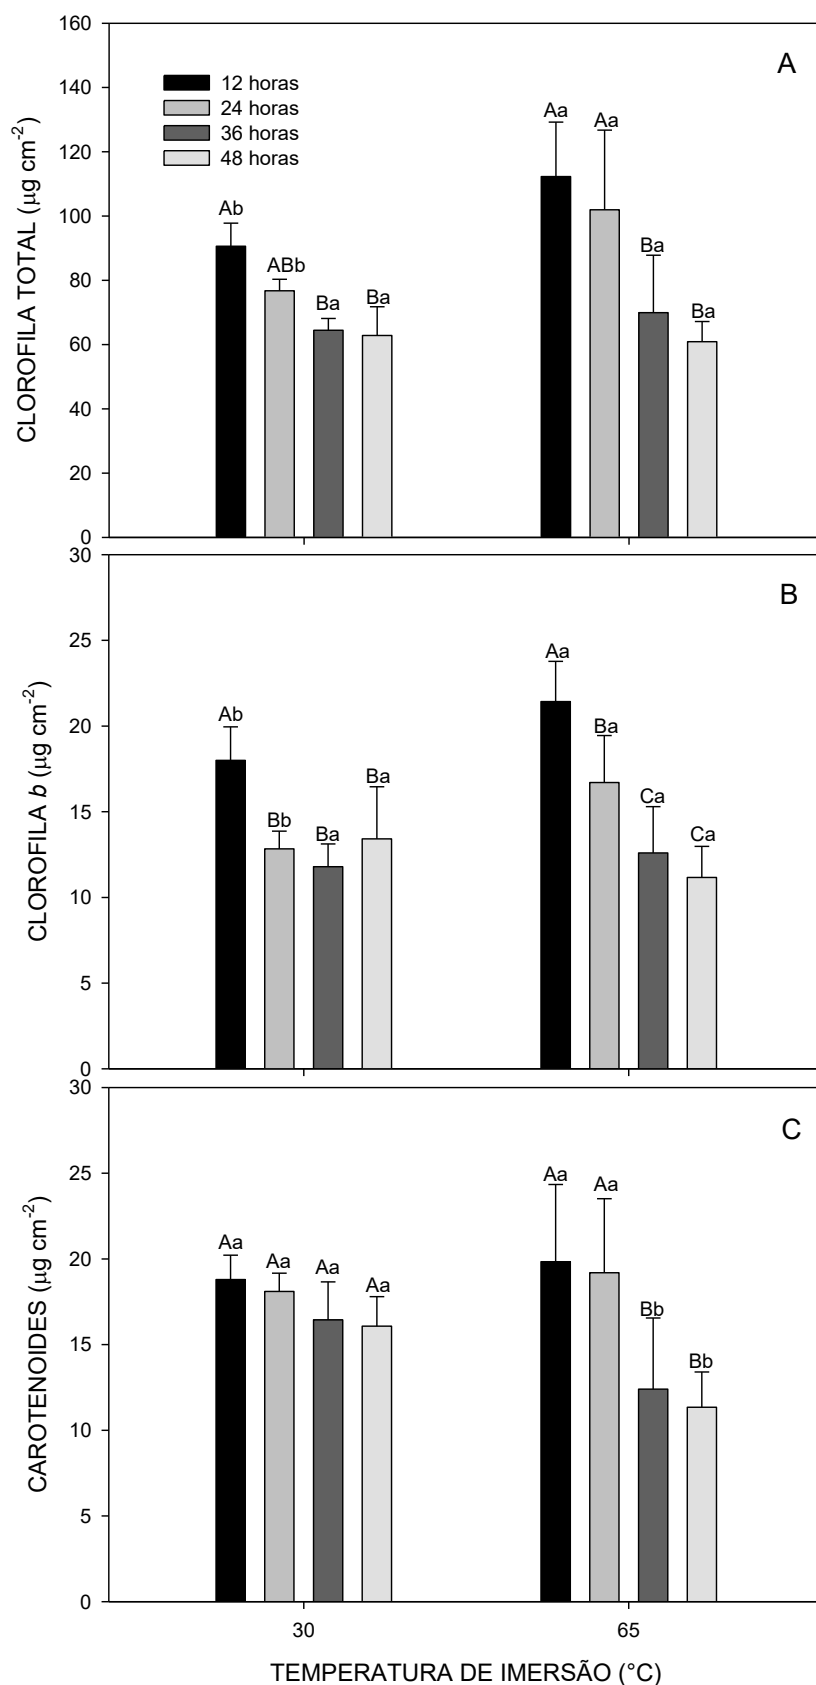 160
140
120
100
80
60
40
20
0
CLOROFILA TOTAL (µg cm-2)
A
12 horas
24 horas
36 horas
48 horas
Ab
ABb
Ba
Ba
Aa
Aa
Ba
Ba
30
25
20
15
10
5
0
CLOROFILA b (µg cm-2)
B
Ab
Bb
Ba
Ba
Aa
Ba
Ca
Ca
30
25
20
15
10
5
0
CAROTENOIDES (µg cm-2)
C
Aa
Aa
Aa
Aa
Aa
Aa
Bb
Bb
30
65
TEMPERATURA DE IMERSÃO (°C)